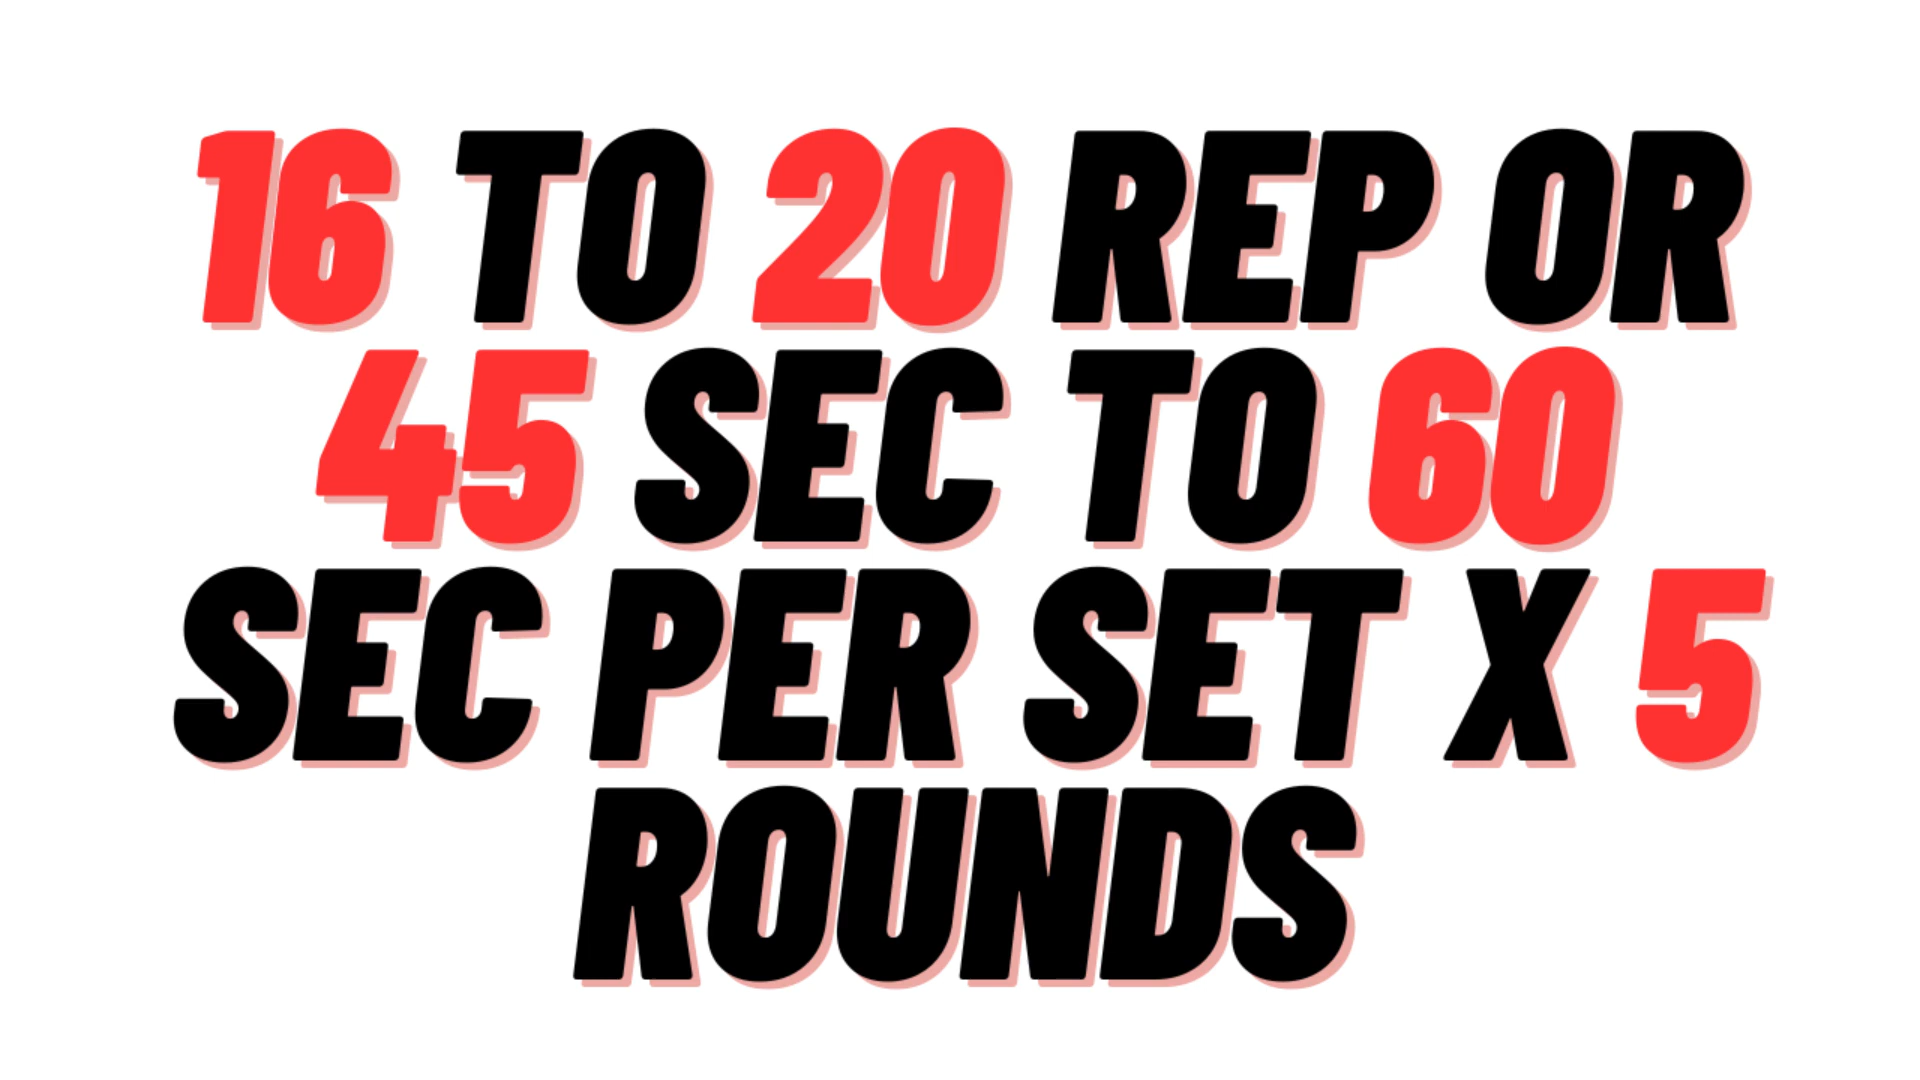 16 TO 20 REP OR
45 SEC TO 60
SEC PER SET X 5
ROUNDS